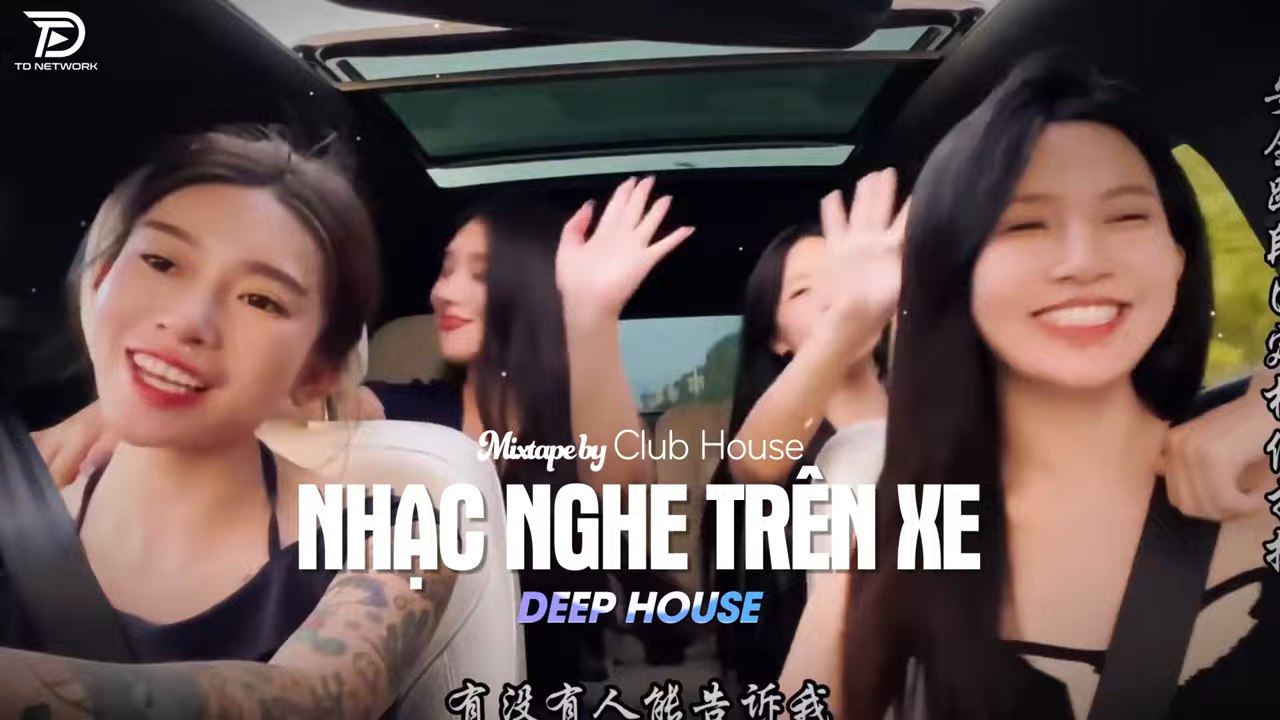 TD NETWORK
Mixtape by Club House
NHẠC NGHE TRÊN XE
DEEP HOUSE
有没有人能告诉我